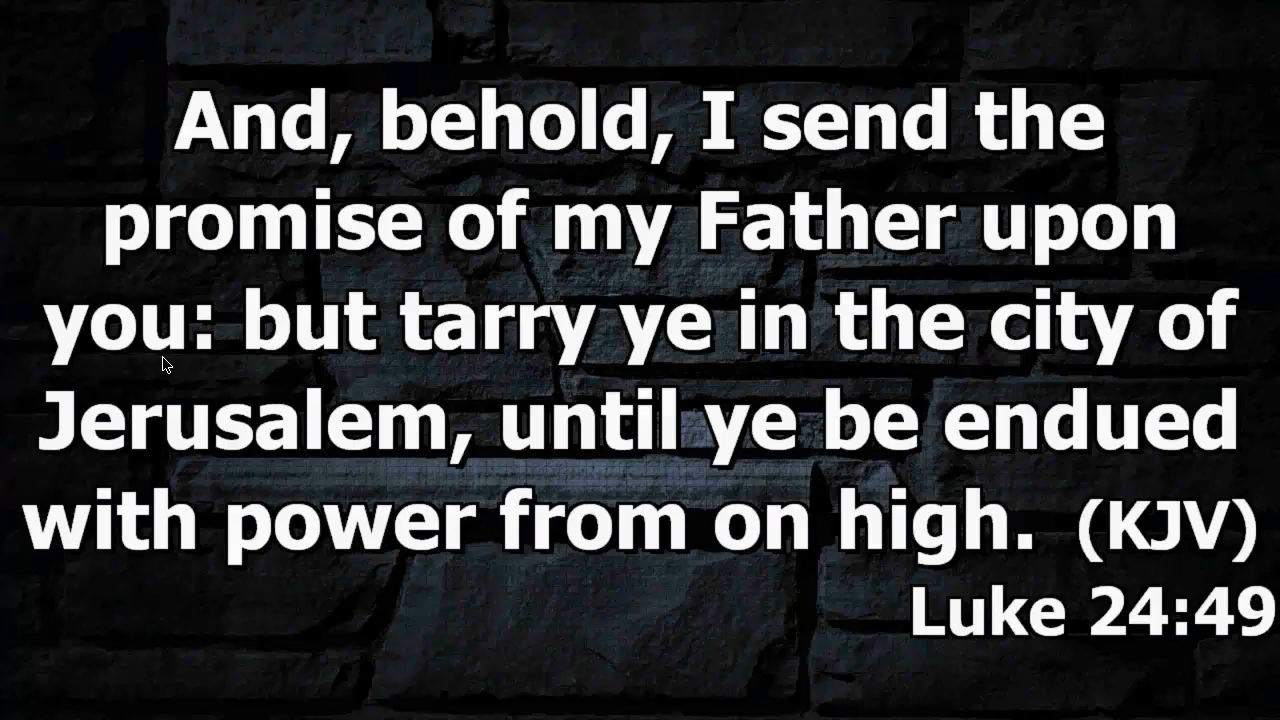 And, behold, I send the
promise of my Father upon
you: but tarry ye in the city of
Jerusalem, until ye be endued
with power from on high. (KJV)
Luke 24:49